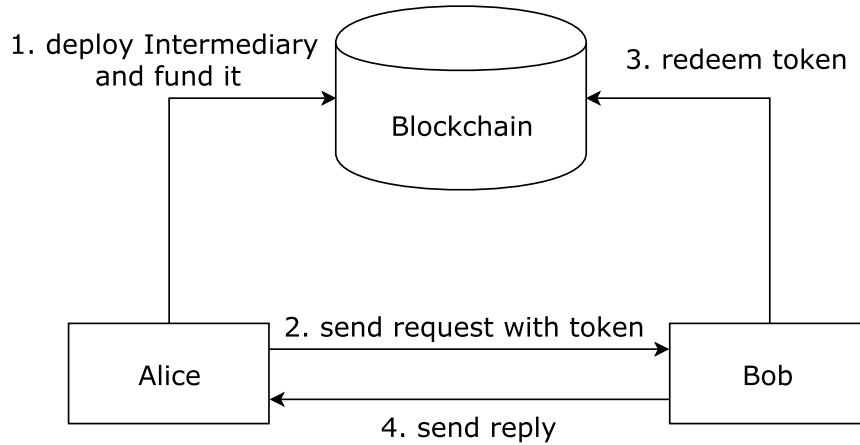 1. deploy Intermediary
and fund it
3. redeem token
Blockchain
2. send request with token
Alice
Bob
4. send reply